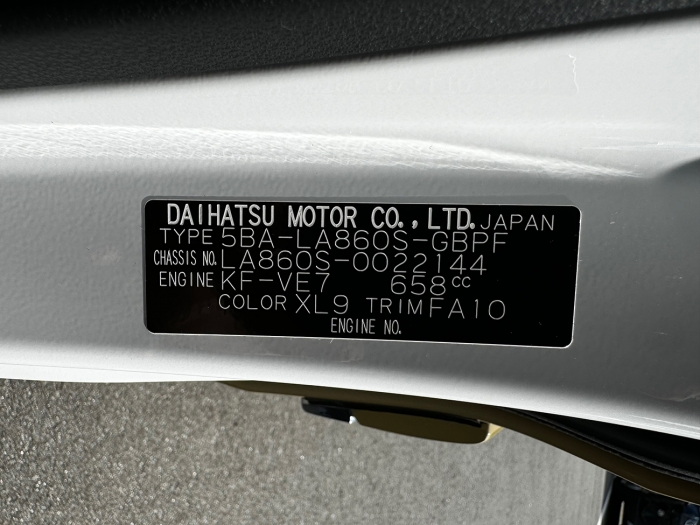 DAIHATSU MOTOR CO., LTD. JAPAN
TYPE 5BA-LA860S-GBPF
CHASSIS NO. LA860S-0022144
ENGINE KF-VE7 658cc
COLOR XL9 TRIM FA10
ENGINE NO.